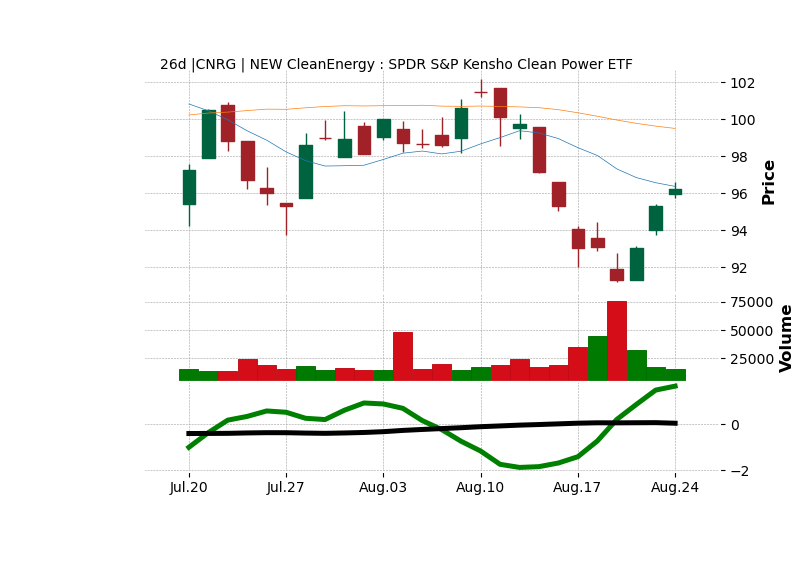 26d |CNRG | NEW CleanEnergy : SPDR S&P Kensho Clean Power ETF
102
100
98
96
94
92
Price
75000
50000
25000
Volume
0
−2
Jul.20 Jul.27 Aug.03 Aug.10 Aug.17 Aug.24